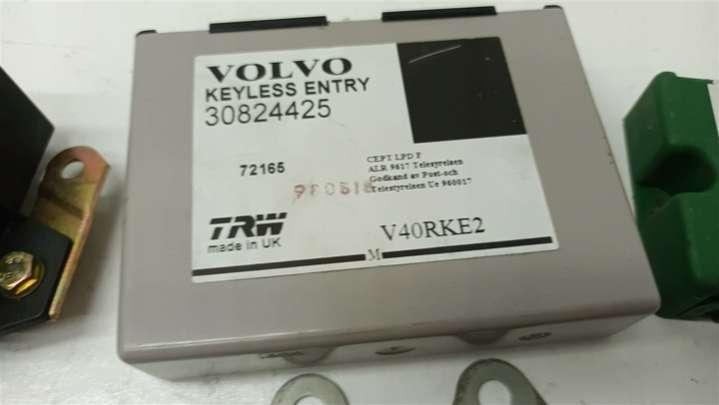 VOLVO
KEYLESS ENTRY
30824425
72165
CEPT LPD F
ALR 9617 Telestyrelsen
Godkand av Post-och
Telestyrelsen Ue 960017
TRW
made in UK
V40RKE2
M